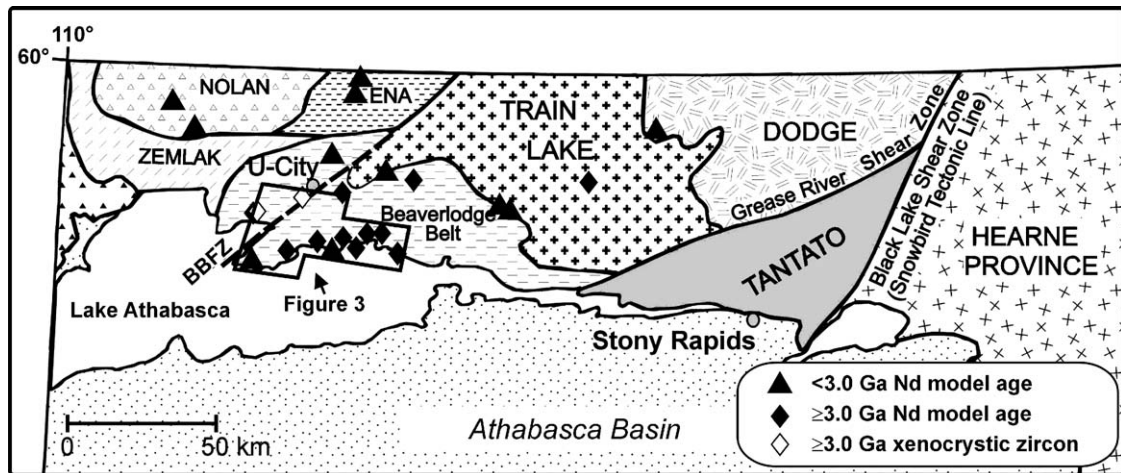 110°
60°
NOLAN
ENA
TRAIN
LAKE
DODGE
ZEMLAK
U-City
Grease River Shear Zone
Black Lake Shear Zone
(Snowbird Tectonic Line)
HEARNE
PROVINCE
Beaverlodge
Belt
BBFZ
TANTATO
Lake Athabasca
Figure 3
Stony Rapids
Athabasca Basin
0 50 km
<3.0 Ga Nd model age
≥3.0 Ga Nd model age
≥3.0 Ga xenocrystic zircon